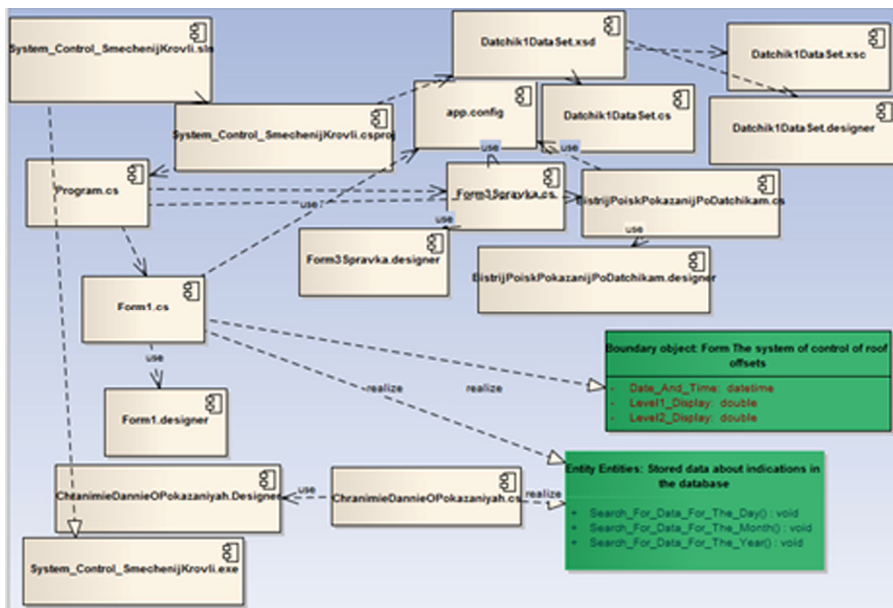 System_Control_SmechenijKrovli.sln
Datchik1DataSet.xsd
Datchik1DataSet.xsc
app.config
Datchik1DataSet.cs
Datchik1DataSet.designer
System_Control_SmechenijKrovli.csproj
use
use
Program.cs
Form3Spravka.cs
BistrijPoiskPokazanijPoDatchikam.cs
use
use
use
Form3Spravka.designer
BistrijPoiskPokazanijPoDatchikam.designer
Form1.cs
use
Boundary object: Form The system of control of roof
offsets
- Date_And_Time: datetime
- Level1_Display: double
- Level2_Display: double
realize
realize
Form1.designer
Entity Entities: Stored data about indications in
the database
+ Search_For_Data_For_The_Day() : void
+ Search_For_Data_For_The_Month() : void
+ Search_For_Data_For_The_Year() : void
ChranimieDannieOPokazaniyah.Designer
use
ChranimieDannieOPokazaniyah.cs
realize
System_Control_SmechenijKrovli.exe